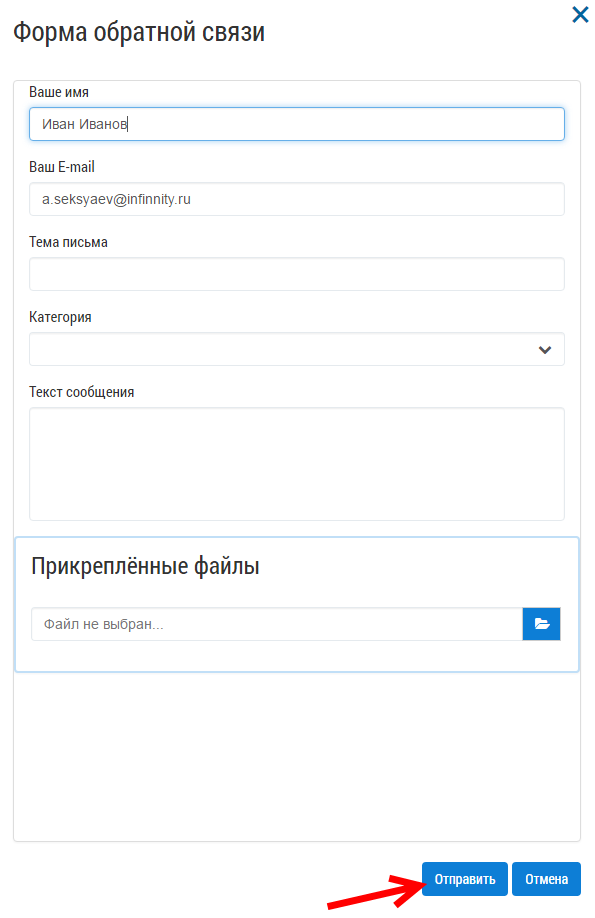 Форма обратной связи
Ваше имя
Иван Иванов
Ваш E-mail
a.seksyaev@infinnity.ru
Тема письма
Категория
Текст сообщения
Прикреплённые файлы
Файл не выбран...
Отправить Отмена